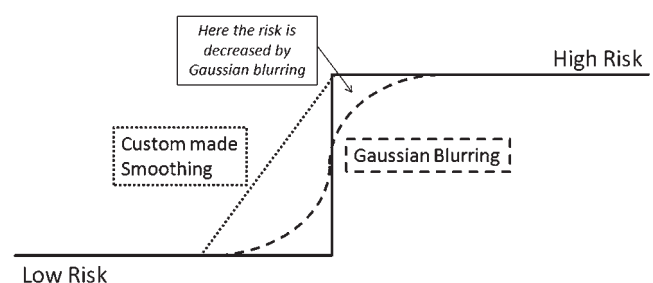 Here the risk is
decreased by
Gaussian blurring
High Risk
Custom made
Smoothing
Gaussian Blurring
Low Risk